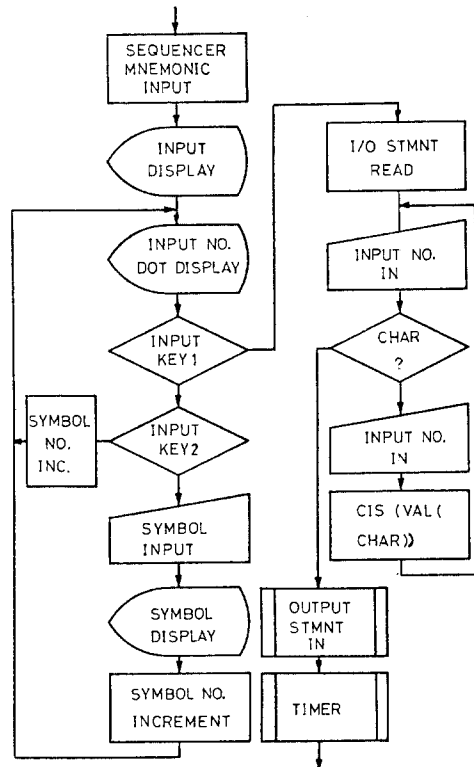 SEQUENCER
MNEMONIC
INPUT
INPUT
DISPLAY
INPUT NO.
DOT DISPLAY
INPUT
KEY1
SYMBOL
NO.
INC.
INPUT
KEY2
SYMBOL
INPUT
SYMBOL
DISPLAY
SYMBOL NO.
INCREMENT
I/O STMNT
READ
INPUT NO.
IN
CHAR
?
INPUT NO.
IN
CIS (VAL(
CHAR))
OUTPUT
STMNT
IN
TIMER